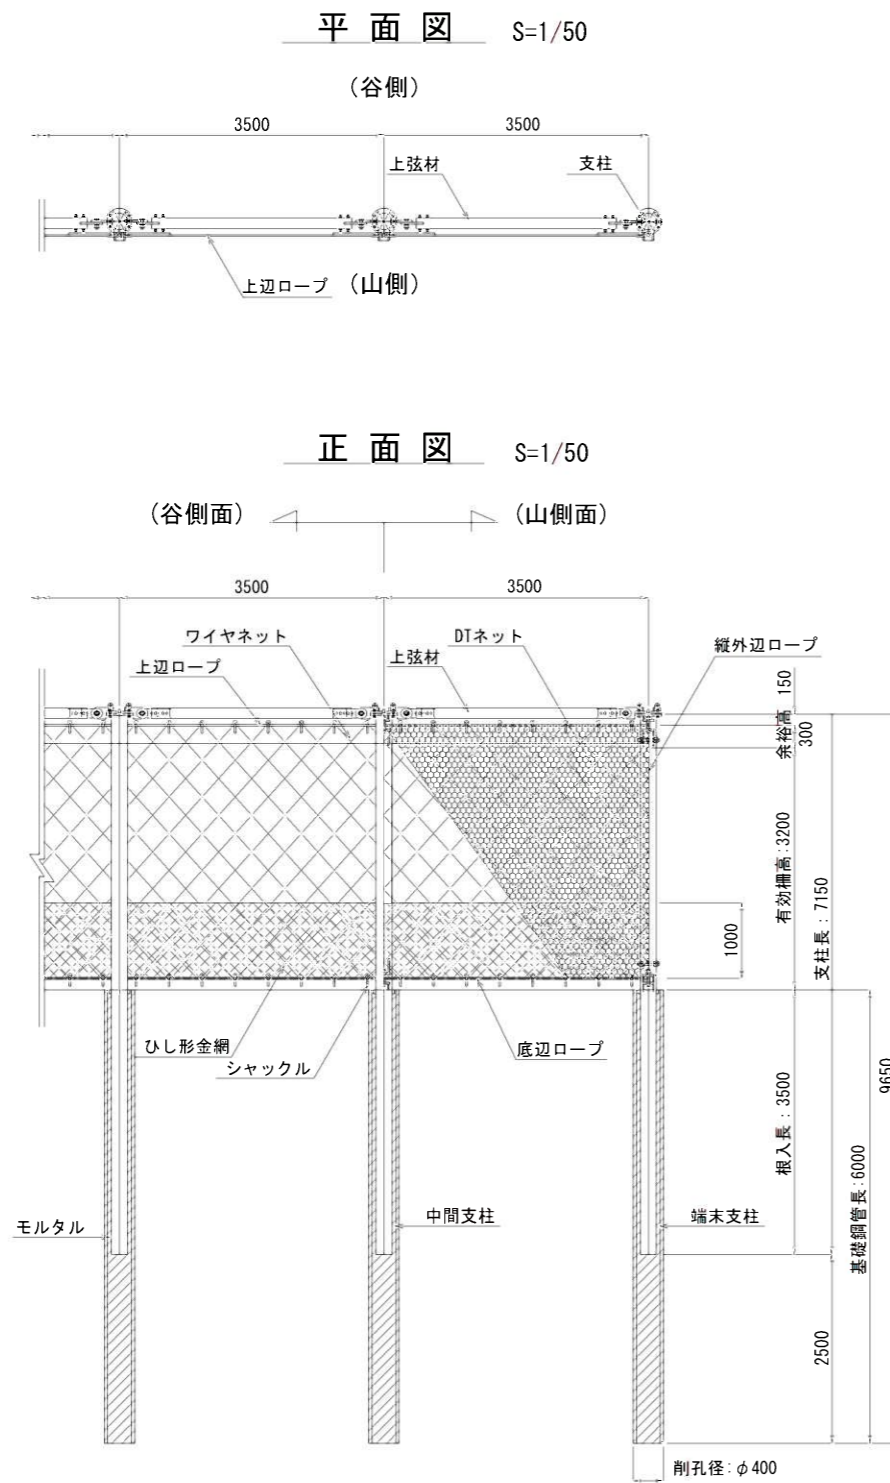 平面図 S=1/50
(谷側)
3500 3500
上弦材 支柱
上辺ロープ (山側)
正面図 S=1/50
(谷側面) (山側面)
3500 3500
ワイヤネット DTネット
上辺ロープ 上弦材 縦外辺ロープ
150
余裕高 300
有効柵高:3200
支柱長:7150
1000
ひし形金網
シャックル
底辺ロープ
9650
根入長:3500
基礎鋼管長:6000
モルタル 中間支柱 端末支柱
2500
削孔径:φ400